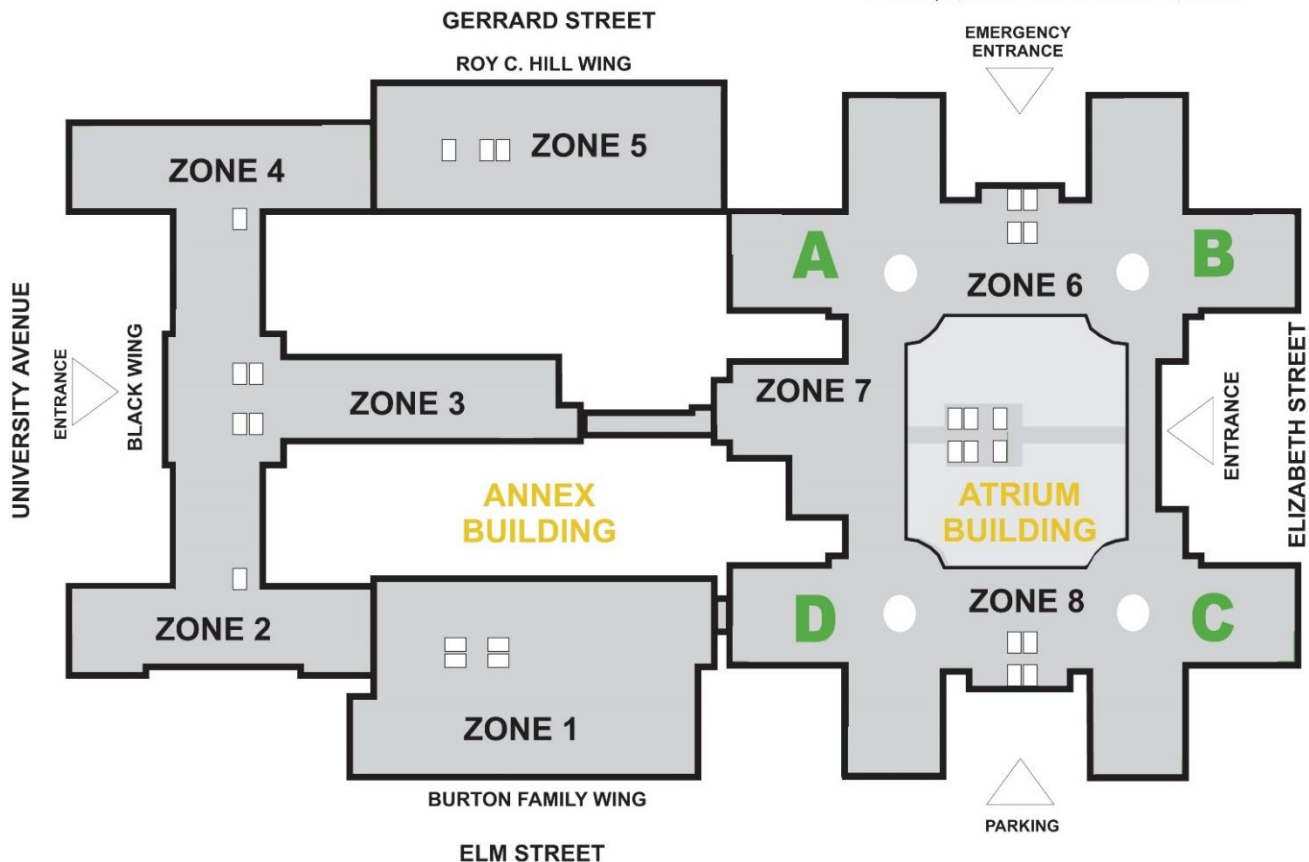 GERRARD STREET
ROY C. HILL WING
EMERGENCY
ENTRANCE
ZONE 4
ZONE 5
A
B
ZONE 6
UNIVERSITY AVENUE
ENTRANCE
BLACK WING
ZONE 3
ZONE 7
ENTRANCE
ELIZABETH STREET
ANNEX
BUILDING
ATRIUM
BUILDING
ZONE 2
D
ZONE 8
C
ZONE 1
BURTON FAMILY WING
PARKING
ELM STREET